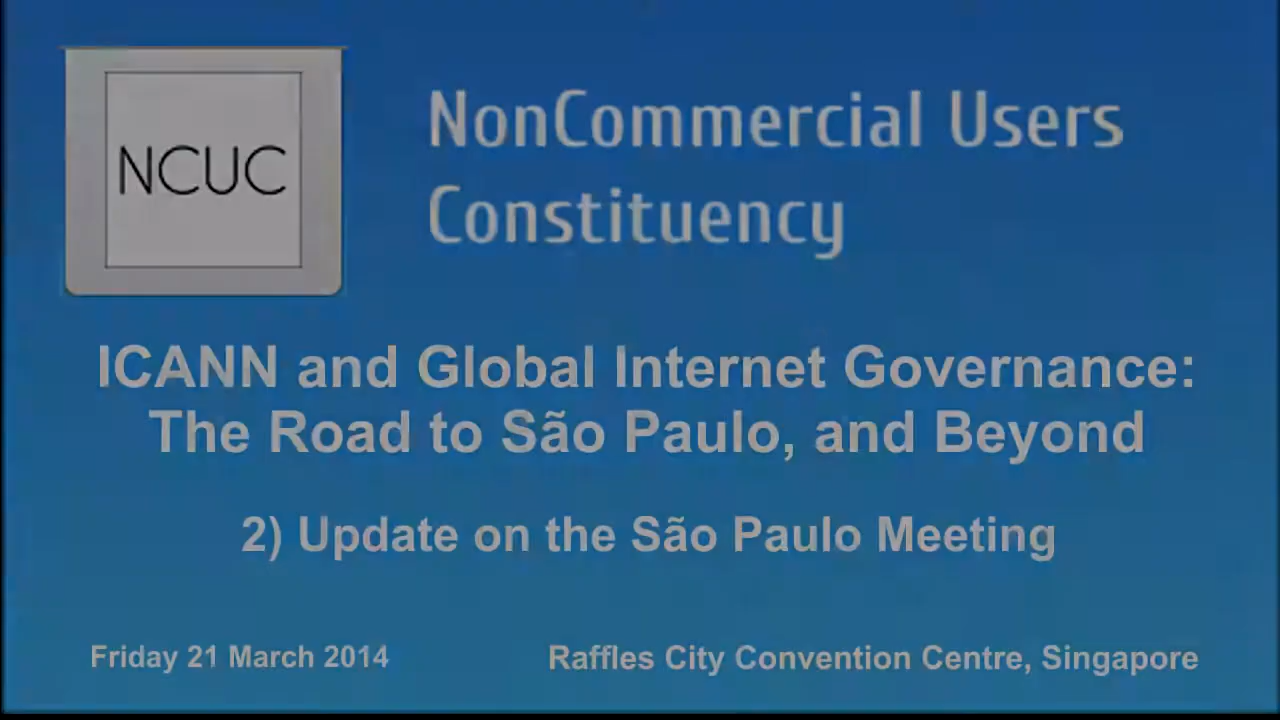 NCUC
NonCommercial Users
Constituency
ICANN and Global Internet Governance:
The Road to São Paulo, and Beyond
2) Update on the São Paulo Meeting
Friday 21 March 2014
Raffles City Convention Centre, Singapore